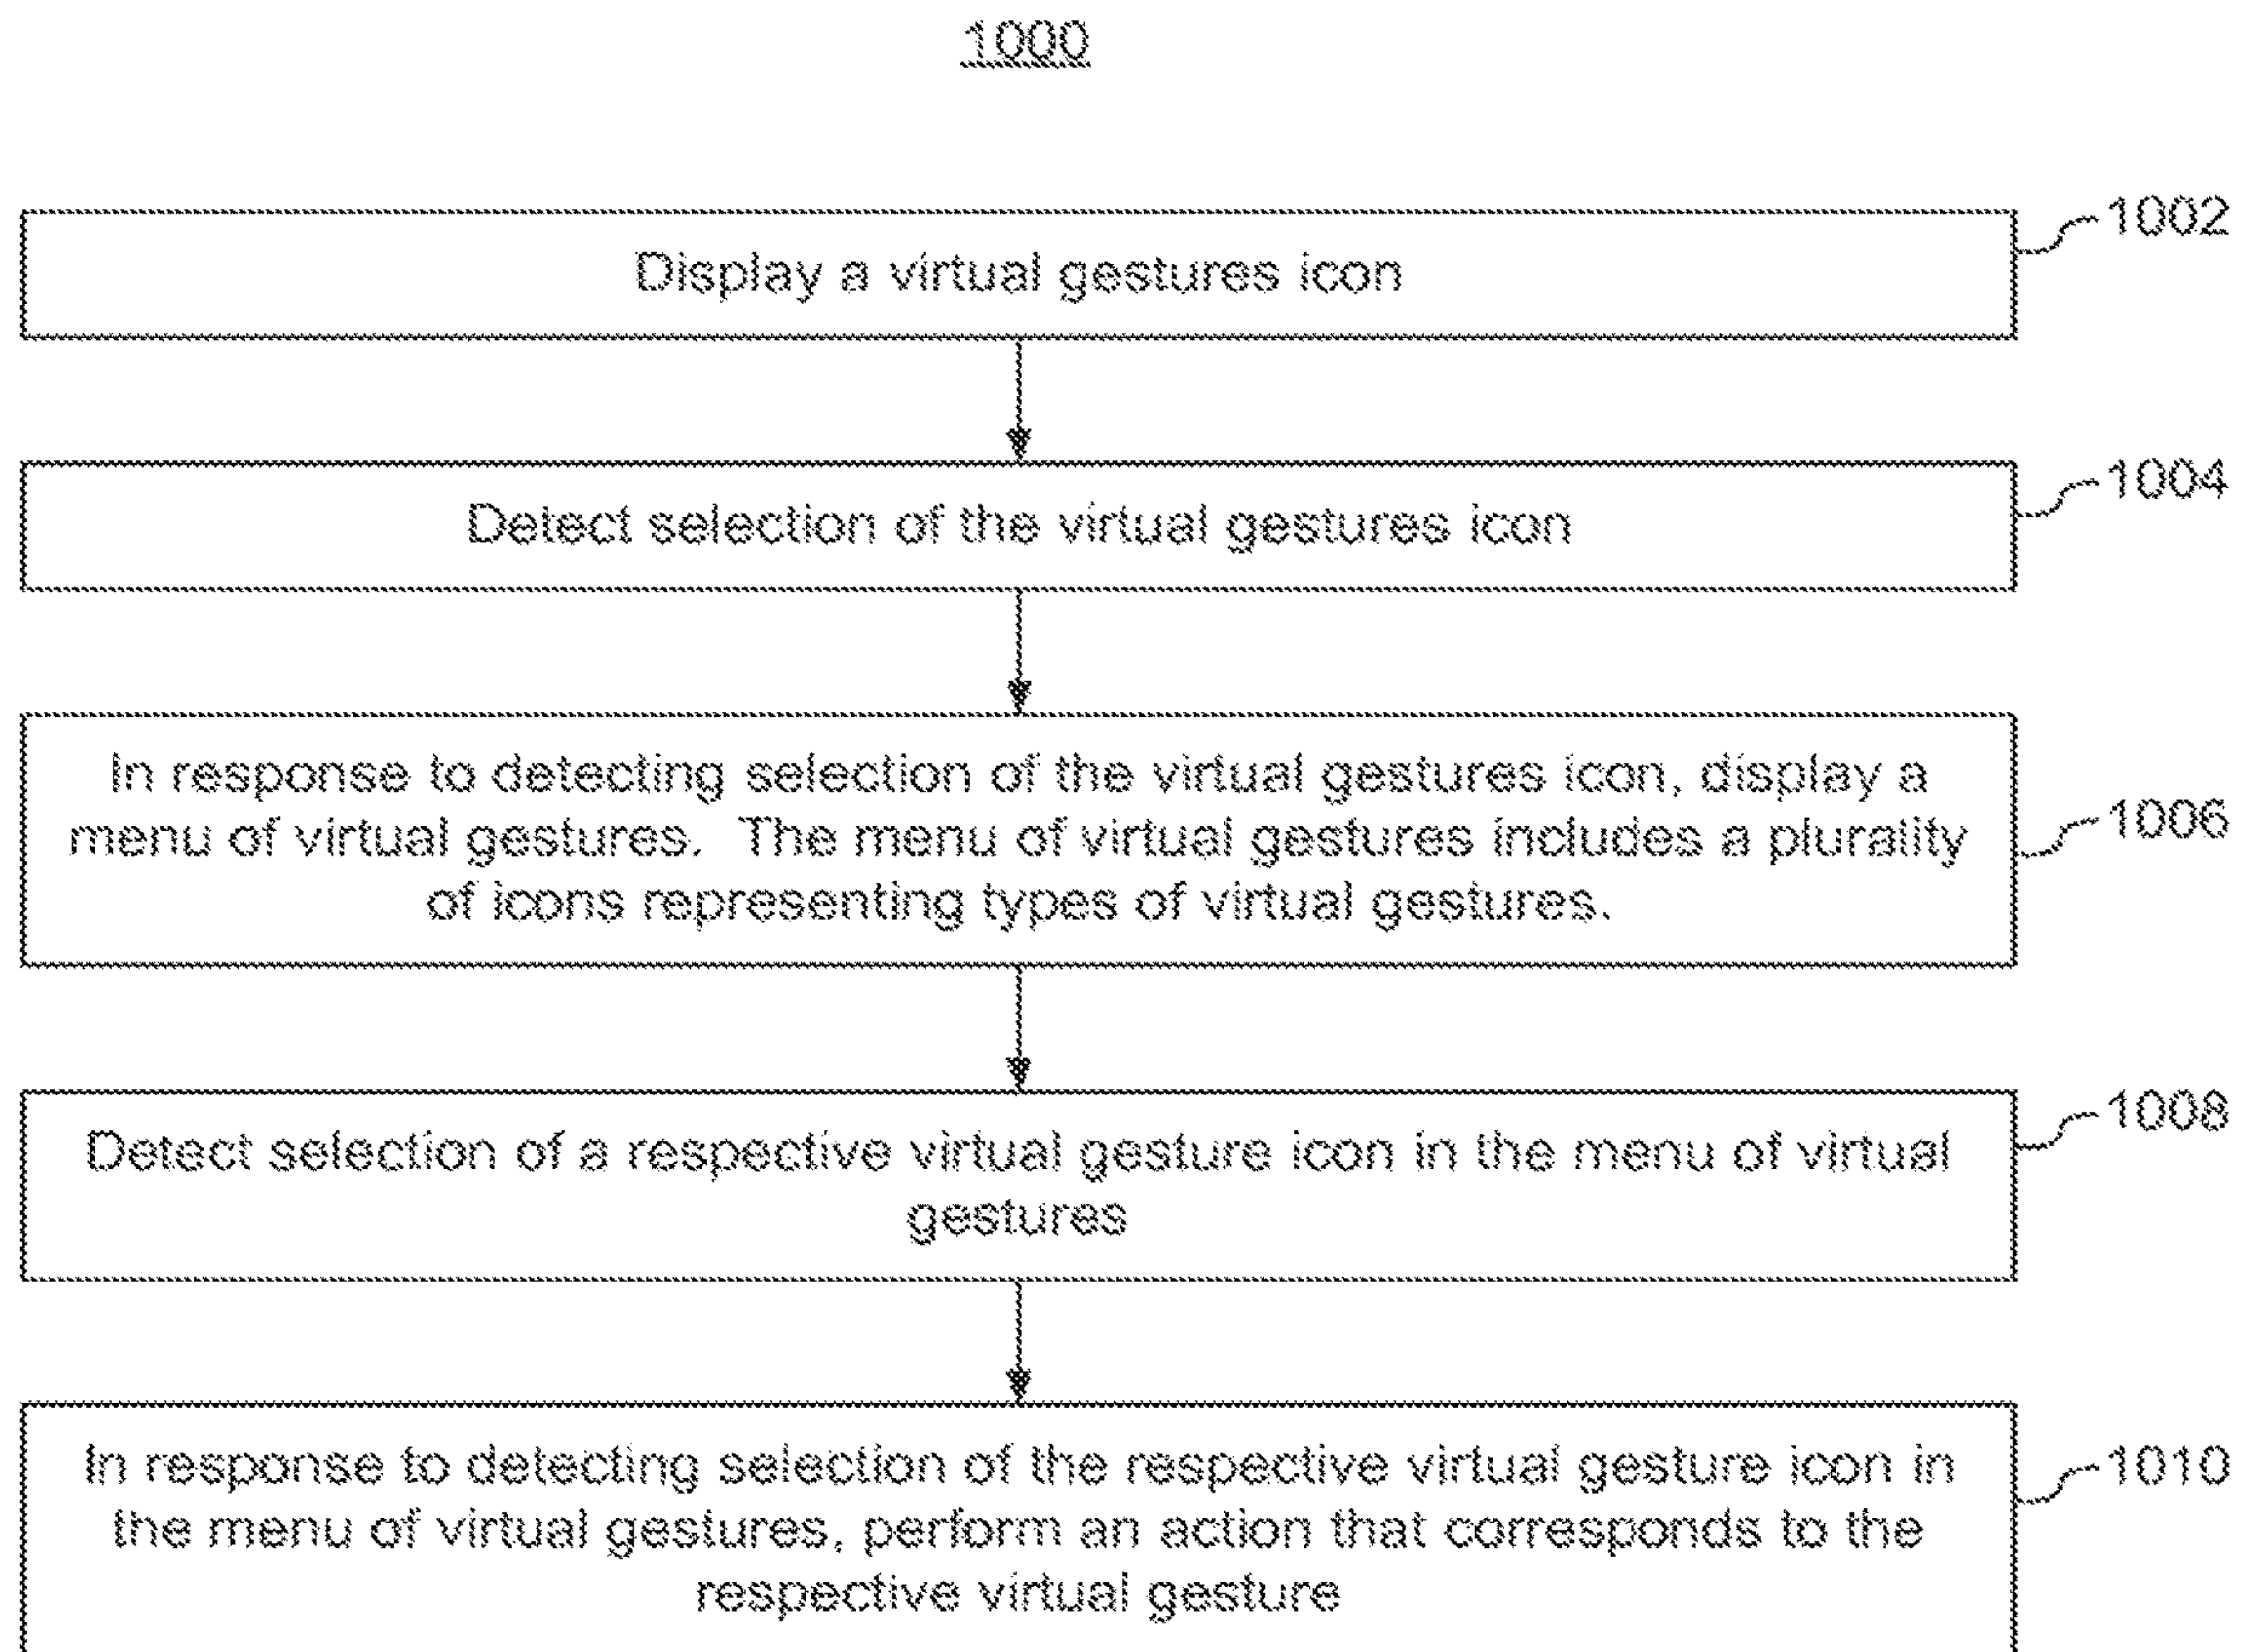 1000
Display a virtual gestures icon
1002
Detect selection of the virtual gestures icon
1004
In response to detecting selection of the virtual gestures icon, display a
menu of virtual gestures. The menu of virtual gestures includes a plurality
of icons representing types of virtual gestures.
1006
Detect selection of a respective virtual gesture icon in the menu of virtual
gestures
1008
In response to detecting selection of the respective virtual gesture icon in
the menu of virtual gestures, perform an action that corresponds to the
respective virtual gesture
1010